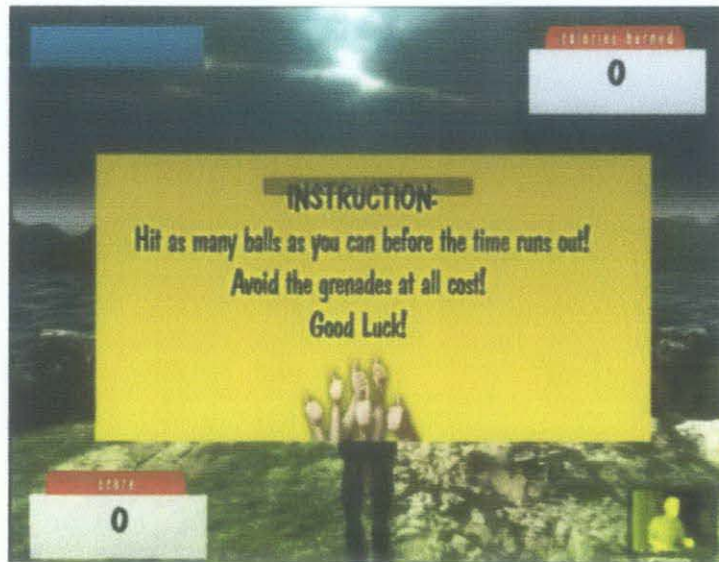 calories burned
0
INSTRUCTION:
Hit as many balls as you can before the time runs out!
Avoid the grenades at all cost!
Good Luck!
score
0